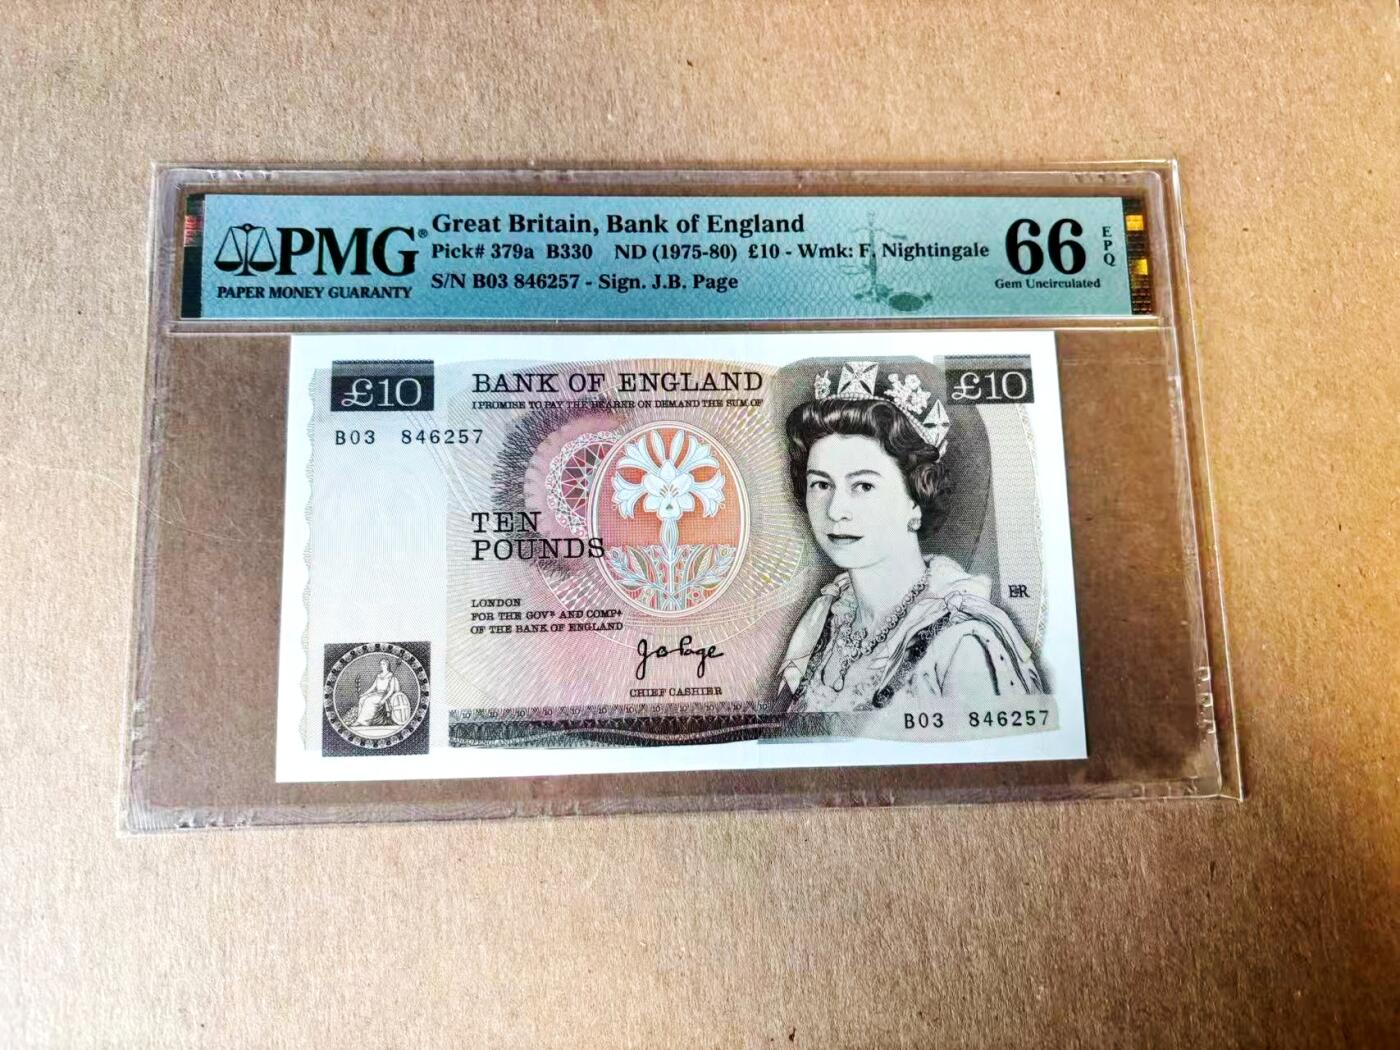 PMG®
PAPER MONEY GUARANTY
Great Britain, Bank of England
Pick# 379a B330 ND (1975-80) £10 - Wmk: F. Nightingale
S/N B03 846257 - Sign. J.B. Page
66
EPQ
Gem Uncirculated
£10
BANK OF ENGLAND
£10
I PROMISE TO PAY THE BEARER ON DEMAND THE SUM OF
B03 846257
TEN
POUNDS
LONDON
FOR THE GOVR AND COMPA
OF THE BANK OF ENGLAND
E:R
J B Page
CHIEF CASHIER
B03 846257